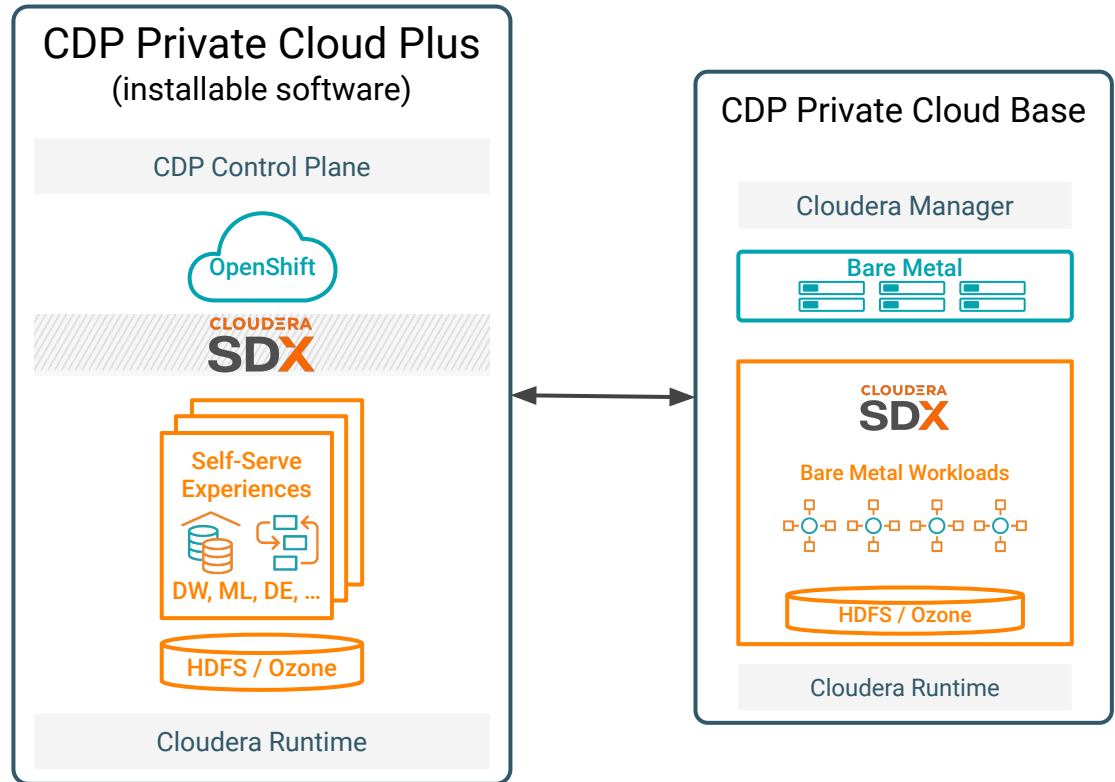 CDP Private Cloud Plus
(installable software)
CDP Control Plane
OpenShift
CLOUDERA
SDX
Self-Serve
Experiences
DW, ML, DE, ...
HDFS / Ozone
Cloudera Runtime
CDP Private Cloud Base
Cloudera Manager
Bare Metal
CLOUDERA
SDX
Bare Metal Workloads
HDFS / Ozone
Cloudera Runtime